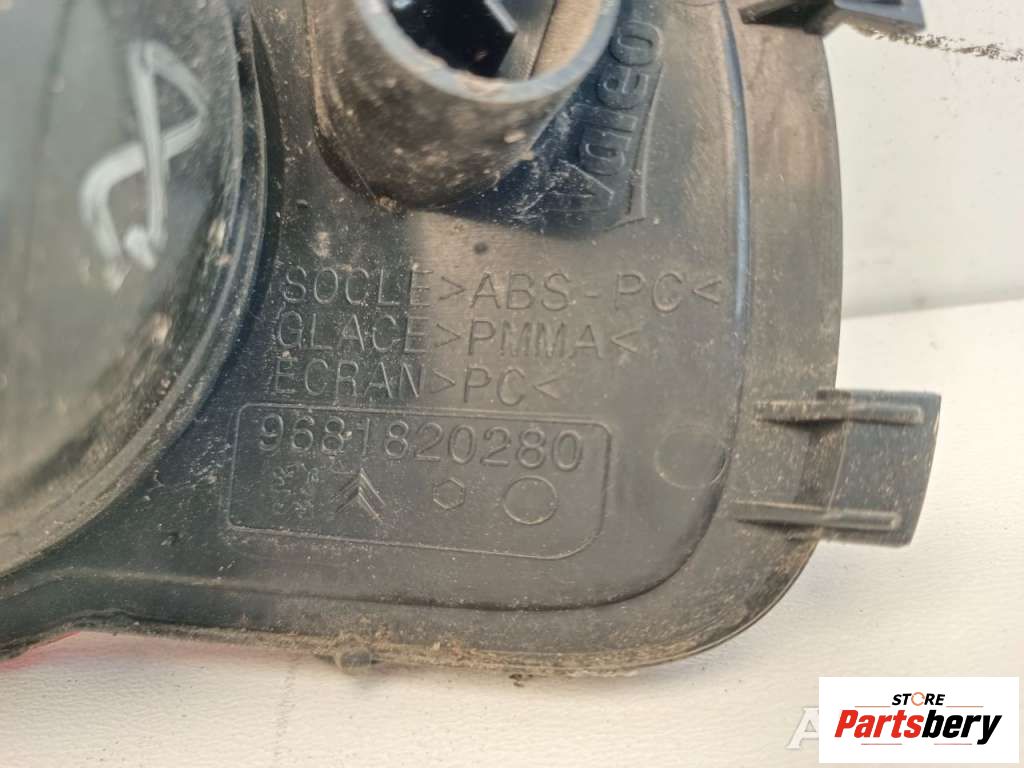 Valeo
SOCLE>ABS-PC<
GLACE>PMMA<
ECRAN>PC<
9681820280
STORE
Partsbery